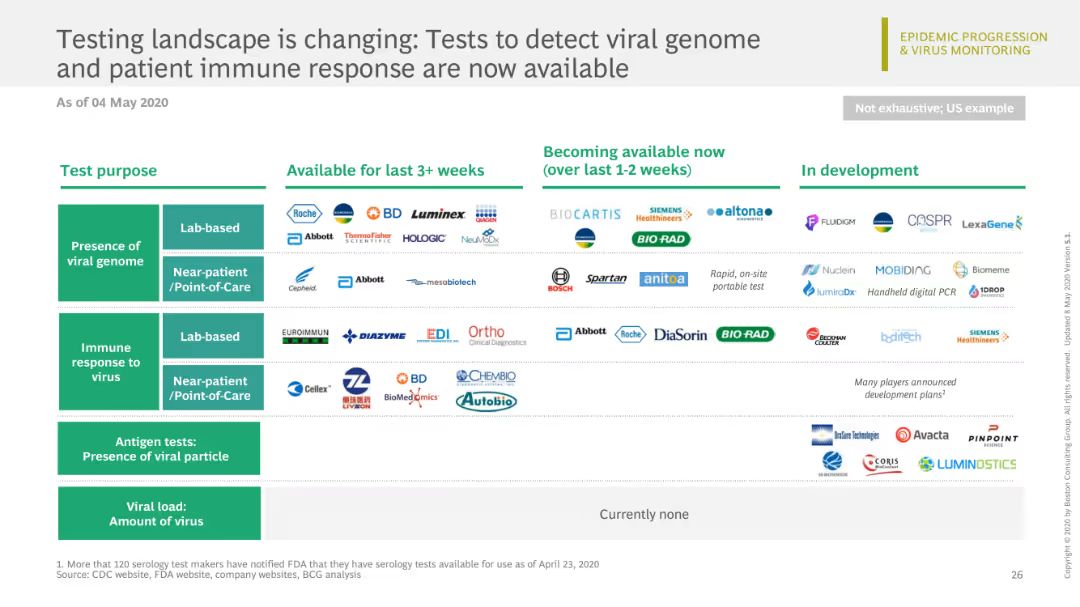 Testing landscape is changing: Tests to detect viral genome
and patient immune response are now available
EPIDEMIC PROGRESSION
& VIRUS MONITORING
As of 04 May 2020
Not exhaustive; US example
Test purpose
Available for last 3+ weeks
Becoming available now
(over last 1-2 weeks)
In development
Presence of
viral genome
Lab-based
Roche
BD
Luminex
QIAGEN
Abbott
ThermoFisher
SCIENTIFIC
HOLOGIC
NeuMoDx
BIOCARTIS
SIEMENS
Healthineers
altona
BIO-RAD
FLUIDIGM
CASPR
LexaGene
Near-patient
/Point-of-Care
Cepheid
Abbott
mesabiotech
BOSCH
Spartan
anitoa
Rapid, on-site
portable test
Nuclein
MOBIDIAG
Biomeme
lumiraDx
Handheld digital PCR
1DROP
Immune
response to
virus
Lab-based
EUROIMMUN
DIAZYME
EDI
Ortho
Clinical Diagnostics
Abbott
Roche
DiaSorin
BIO-RAD
BECKMAN
COULTER
boditech
SIEMENS
Healthineers
Near-patient
/Point-of-Care
Cellex
LIVZON
BD
BioMedomics
CHEMBIO
Autobio
Many players announced
development plans¹
Antigen tests:
Presence of viral particle
OraSure Technologies
Avacta
PINPOINT
SCIENCE
CORIS
BioConcept
LUMINOSTICS
Viral load:
Amount of virus
Currently none
1. More that 120 serology test makers have notified FDA that they have serology tests available for use as of April 23, 2020
Source: CDC website, FDA website, company websites, BCG analysis
26
Copyright © 2020 by Boston Consulting Group. All rights reserved. Updated 8 May 2020 Version 5.1.